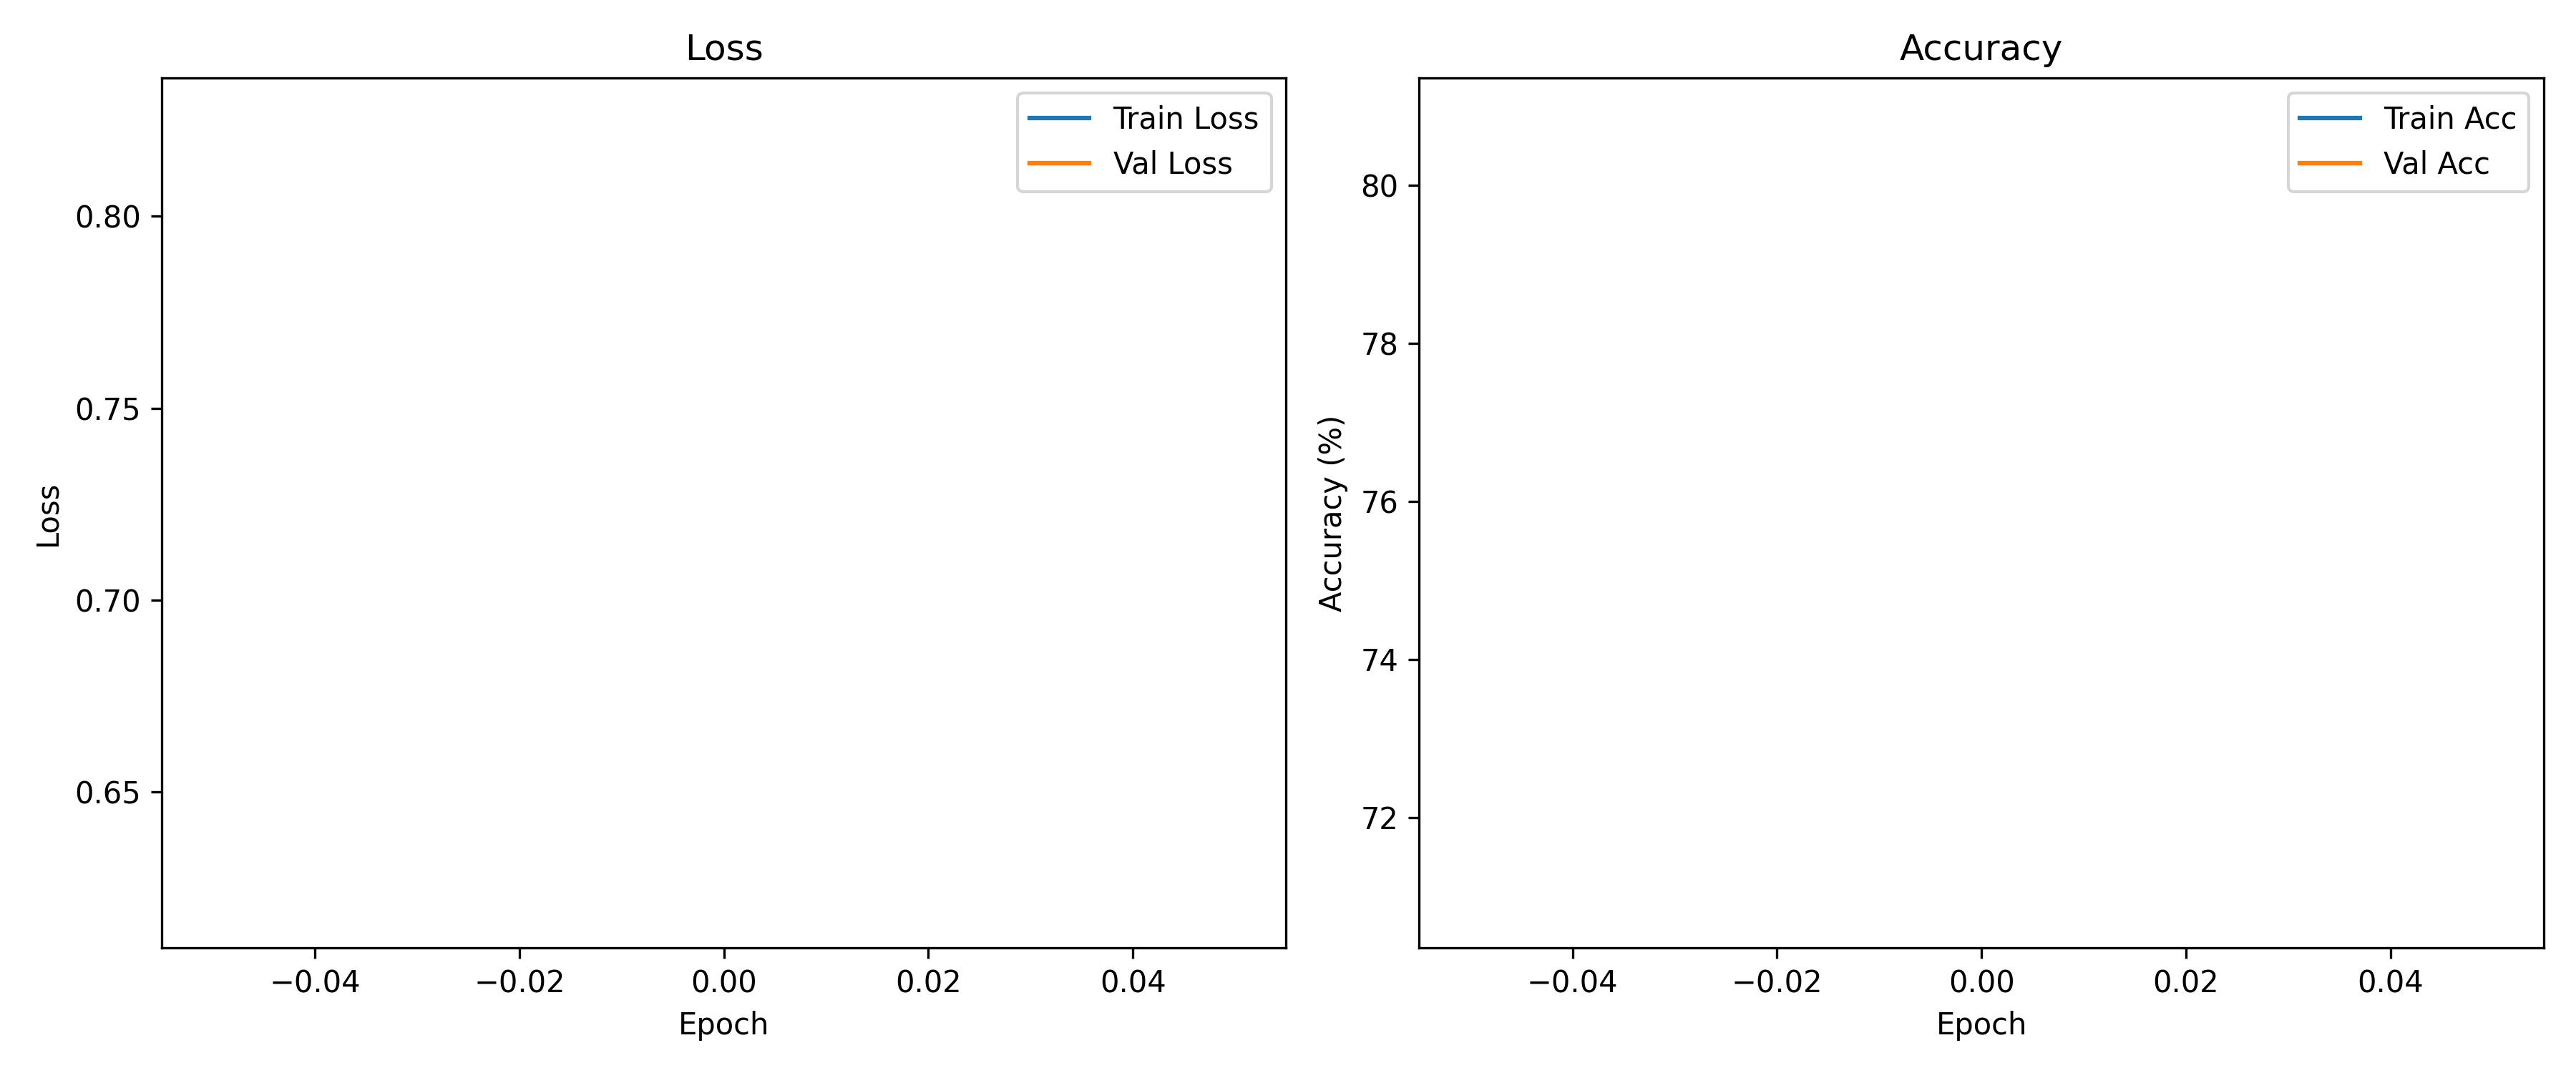 Loss
Train Loss
Val Loss
0.80
0.75
0.70
0.65
Loss
−0.04
−0.02
0.00
0.02
0.04
Epoch
Accuracy
Train Acc
Val Acc
80
78
76
74
72
Accuracy (%)
−0.04
−0.02
0.00
0.02
0.04
Epoch